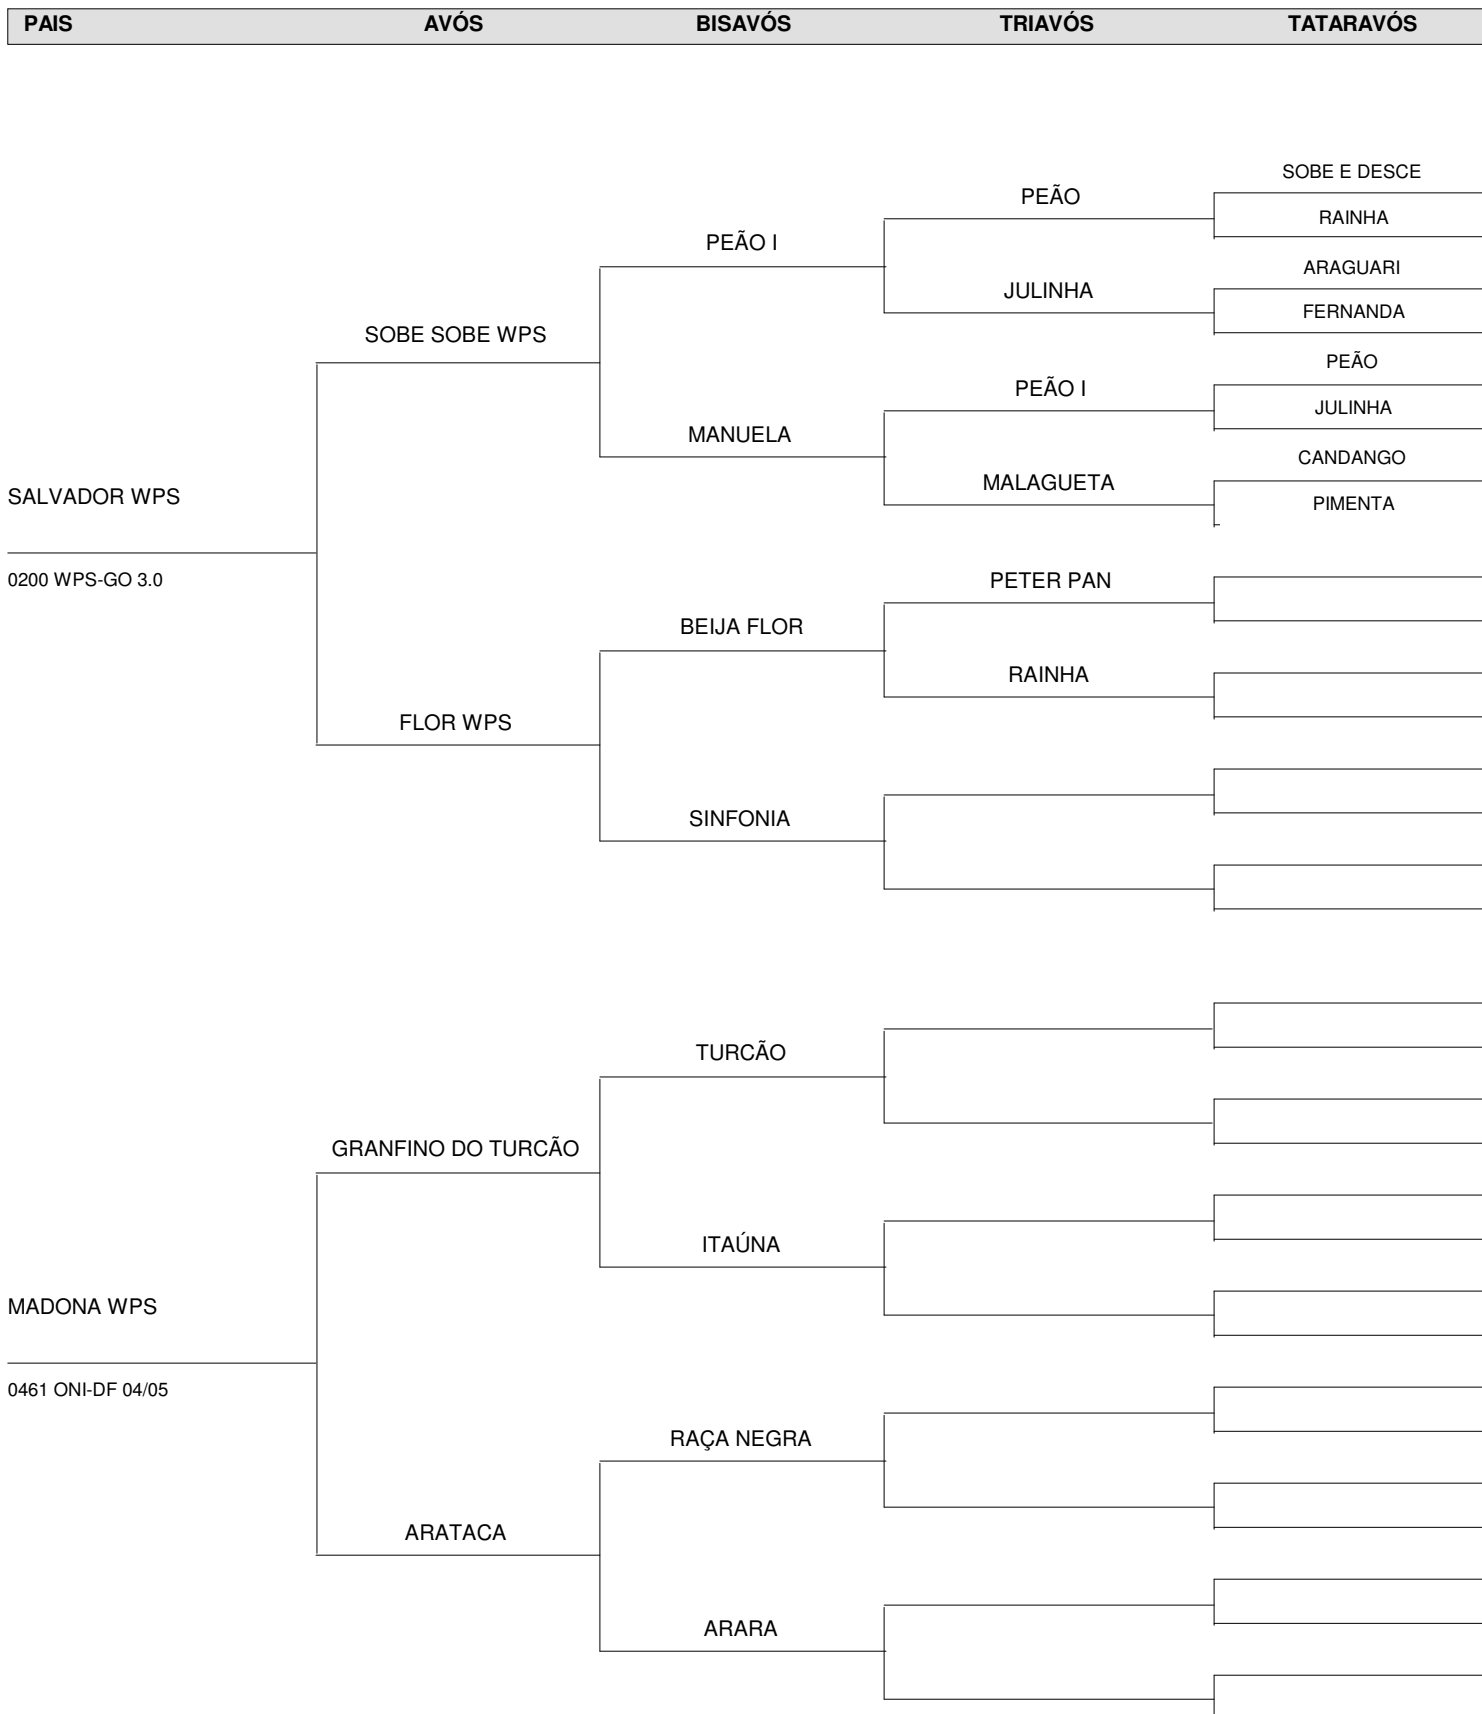 PAIS AVÓS BISAVÓS TRIAVÓS TATARAVÓS
SOBE E DESCE
PEÃO
RAINHA
PEÃO I
ARAGUARI
JULINHA
FERNANDA
SOBE SOBE WPS
PEÃO
PEÃO I
JULINHA
MANUELA
CANDANGO
MALAGUETA
SALVADOR WPS
PIMENTA
0200 WPS-GO 3.0
PETER PAN
BEIJA FLOR
RAINHA
FLOR WPS
SINFONIA
TURCÃO
GRANFINO DO TURCÃO
ITAÚNA
MADONA WPS
0461 ONI-DF 04/05
RAÇA NEGRA
ARATACA
ARARA